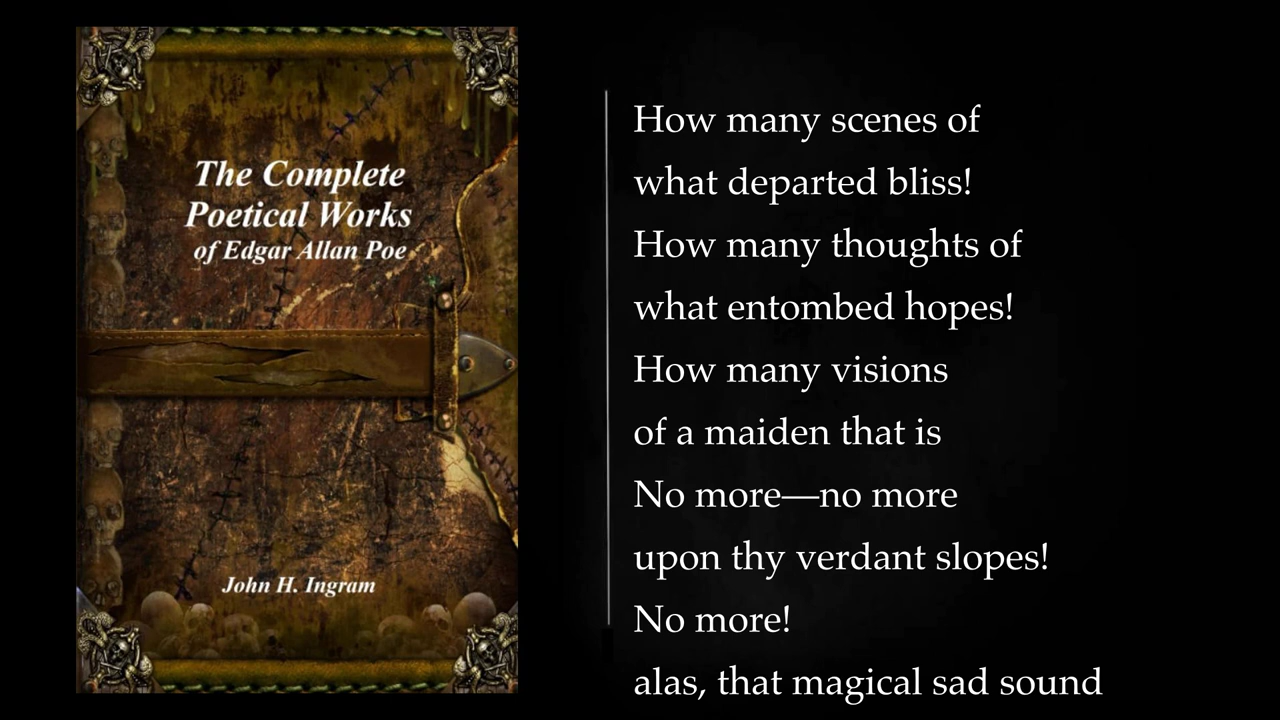 The Complete
Poetical Works
of Edgar Allan Poe
John H. Ingram
How many scenes of
what departed bliss!
How many thoughts of
what entombed hopes!
How many visions
of a maiden that is
No more—no more
upon thy verdant slopes!
No more!
alas, that magical sad sound